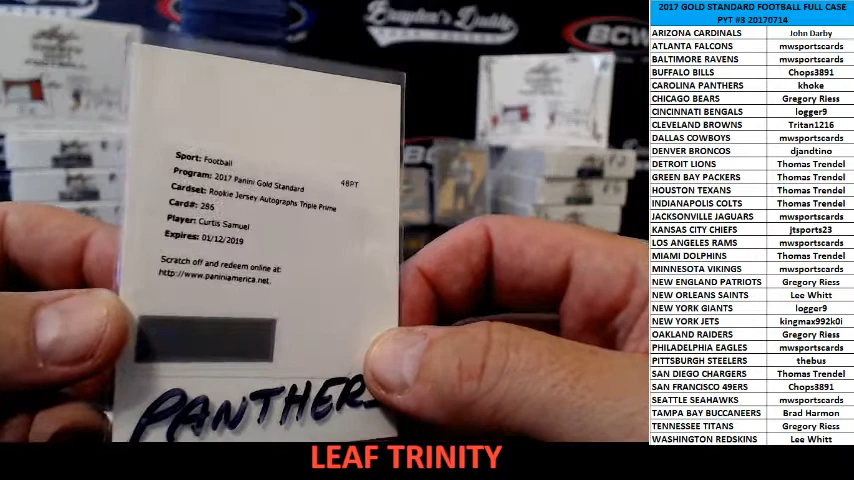 Brayden's Daddy
BCW
Sport: Football
Program: 2017 Panini Gold Standard
48PT
Cardset: Rookie Jersey Autographs Triple Prime
Card#: 286
Player: Curtis Samuel
Expires: 01/12/2019
Scratch off and redeem online at:
http://www.paniniamerica.net.
PANTHERS
LEAF TRINITY
2017 GOLD STANDARD FOOTBALL FULL CASE
PYT #3 20170714
ARIZONA CARDINALS John Darby
ATLANTA FALCONS mwsportscards
BALTIMORE RAVENS mwsportscards
BUFFALO BILLS Chops3891
CAROLINA PANTHERS khoke
CHICAGO BEARS Gregory Riess
CINCINNATI BENGALS logger9
CLEVELAND BROWNS Tritan1216
DALLAS COWBOYS mwsportscards
DENVER BRONCOS djandtino
DETROIT LIONS Thomas Trendel
GREEN BAY PACKERS Thomas Trendel
HOUSTON TEXANS Thomas Trendel
INDIANAPOLIS COLTS Thomas Trendel
JACKSONVILLE JAGUARS mwsportscards
KANSAS CITY CHIEFS jtsports23
LOS ANGELES RAMS mwsportscards
MIAMI DOLPHINS Thomas Trendel
MINNESOTA VIKINGS mwsportscards
NEW ENGLAND PATRIOTS Gregory Riess
NEW ORLEANS SAINTS Lee Whitt
NEW YORK GIANTS logger9
NEW YORK JETS kingmax992k0i
OAKLAND RAIDERS Gregory Riess
PHILADELPHIA EAGLES mwsportscards
PITTSBURGH STEELERS thebus
SAN DIEGO CHARGERS Thomas Trendel
SAN FRANCISCO 49ERS Chops3891
SEATTLE SEAHAWKS mwsportscards
TAMPA BAY BUCCANEERS Brad Harmon
TENNESSEE TITANS Gregory Riess
WASHINGTON REDSKINS Lee Whitt